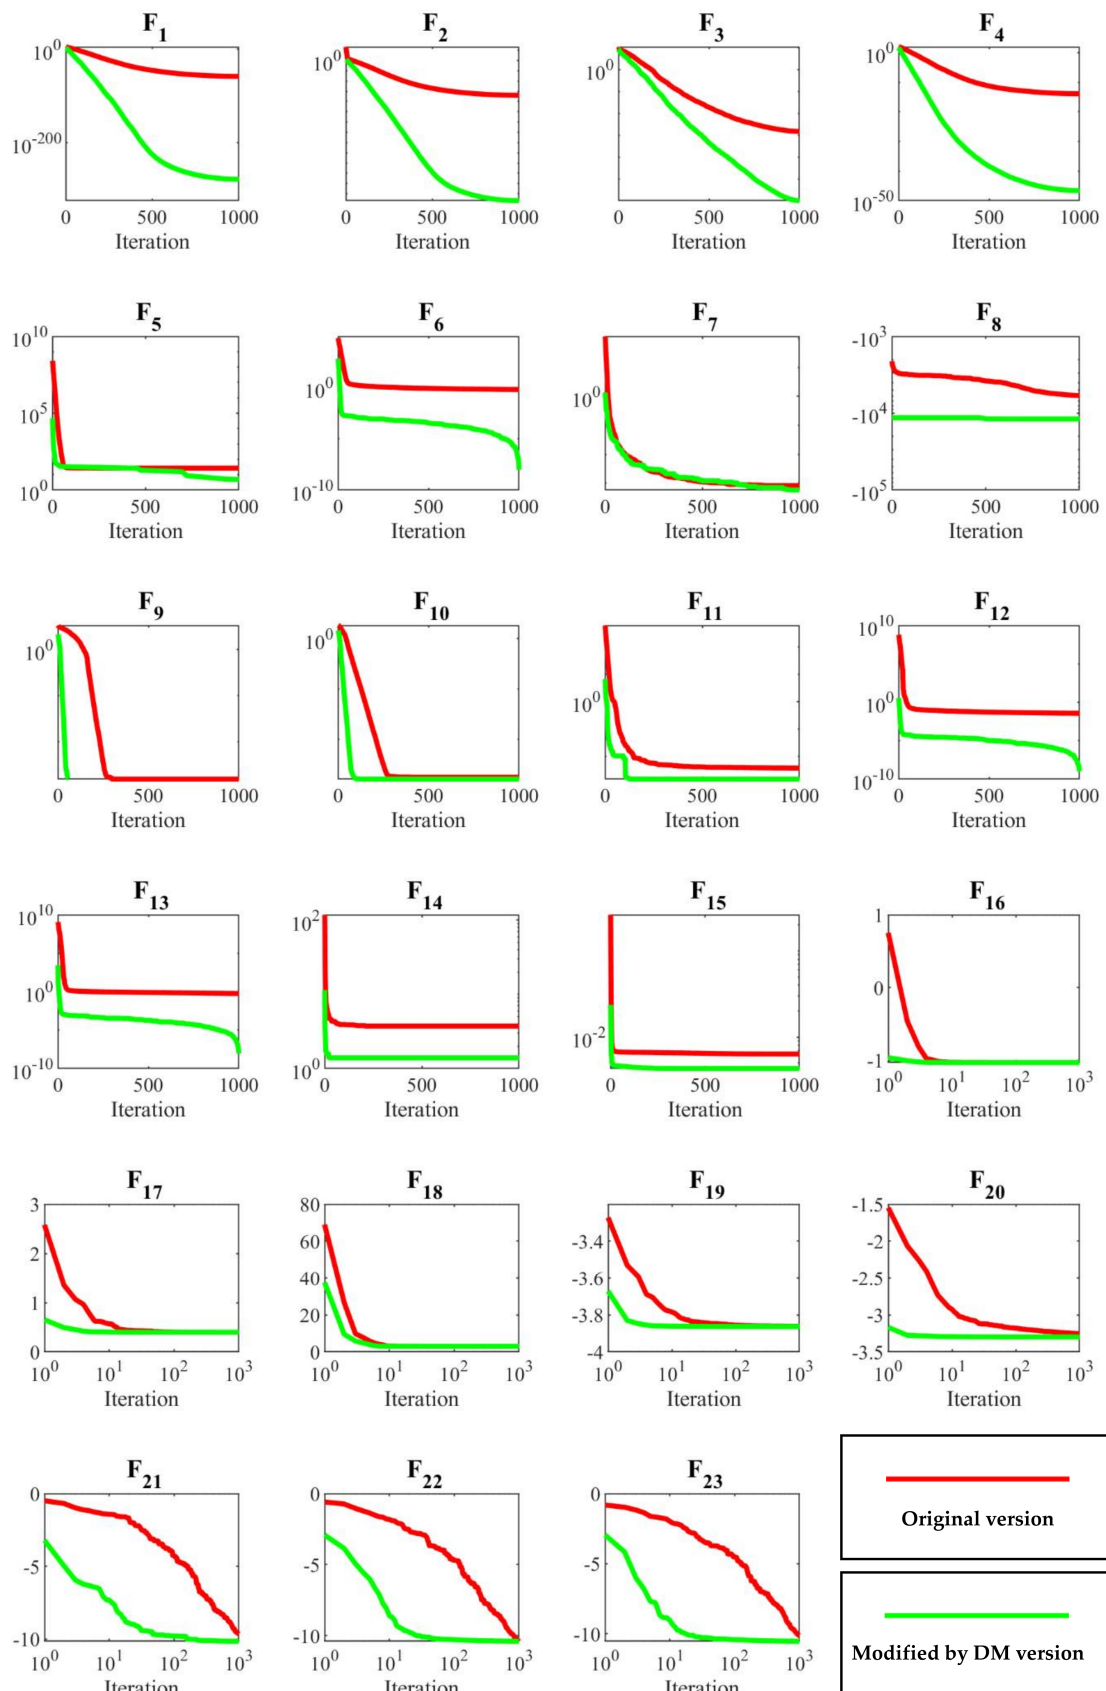 F1 F2 F3 F4
10^0 10^0 10^0 10^0
10^-200 10^-50
0 500 1000 0 500 1000 0 500 1000 0 500 1000
Iteration Iteration Iteration Iteration
F5 F6 F7 F8
10^10 -10^3
10^0 10^0
10^5 -10^4
10^0 10^-10 -10^5
0 500 1000 0 500 1000 0 500 1000 0 500 1000
Iteration Iteration Iteration Iteration
F9 F10 F11 F12
10^10
10^0 10^0
10^0 10^0
10^-10
0 500 1000 0 500 1000 0 500 1000 0 500 1000
Iteration Iteration Iteration Iteration
F13 F14 F15 F16
10^10 10^2 1
10^0 0
10^-2
10^-10 10^0 -1
0 500 1000 0 500 1000 0 500 1000 10^0 10^1 10^2 10^3
Iteration Iteration Iteration Iteration
F17 F18 F19 F20
3 80 -1.5
60 -3.4 -2
2 40 -3.6 -2.5
1 20 -3.8 -3
0 0 -4 -3.5
10^0 10^1 10^2 10^3 10^0 10^1 10^2 10^3 10^0 10^1 10^2 10^3 10^0 10^1 10^2 10^3
Iteration Iteration Iteration Iteration
F21 F22 F23
0 0 0
-5 -5 -5
-10 -10 -10
10^0 10^1 10^2 10^3 10^0 10^1 10^2 10^3 10^0 10^1 10^2 10^3
Iteration Iteration Iteration
Original version
Modified by DM version